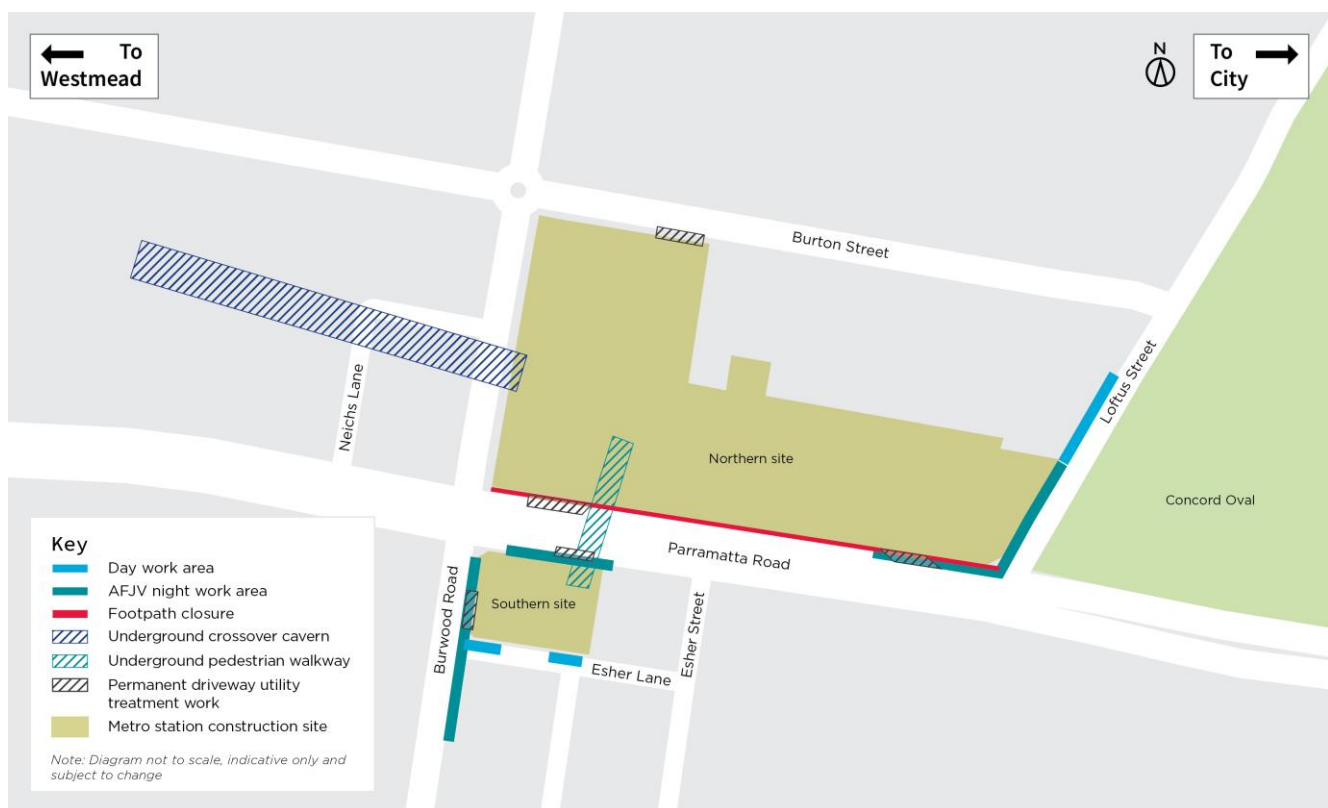 To
Westmead
N
To
City
Burton Street
Loftus Street
Neichs Lane
Northern site
Concord Oval
Parramatta Road
Burwood Road
Southern site
Esher Street
Esher Lane
Key
Day work area
AFJV night work area
Footpath closure
Underground crossover cavern
Underground pedestrian walkway
Permanent driveway utility
treatment work
Metro station construction site
Note: Diagram not to scale, indicative only and
subject to change